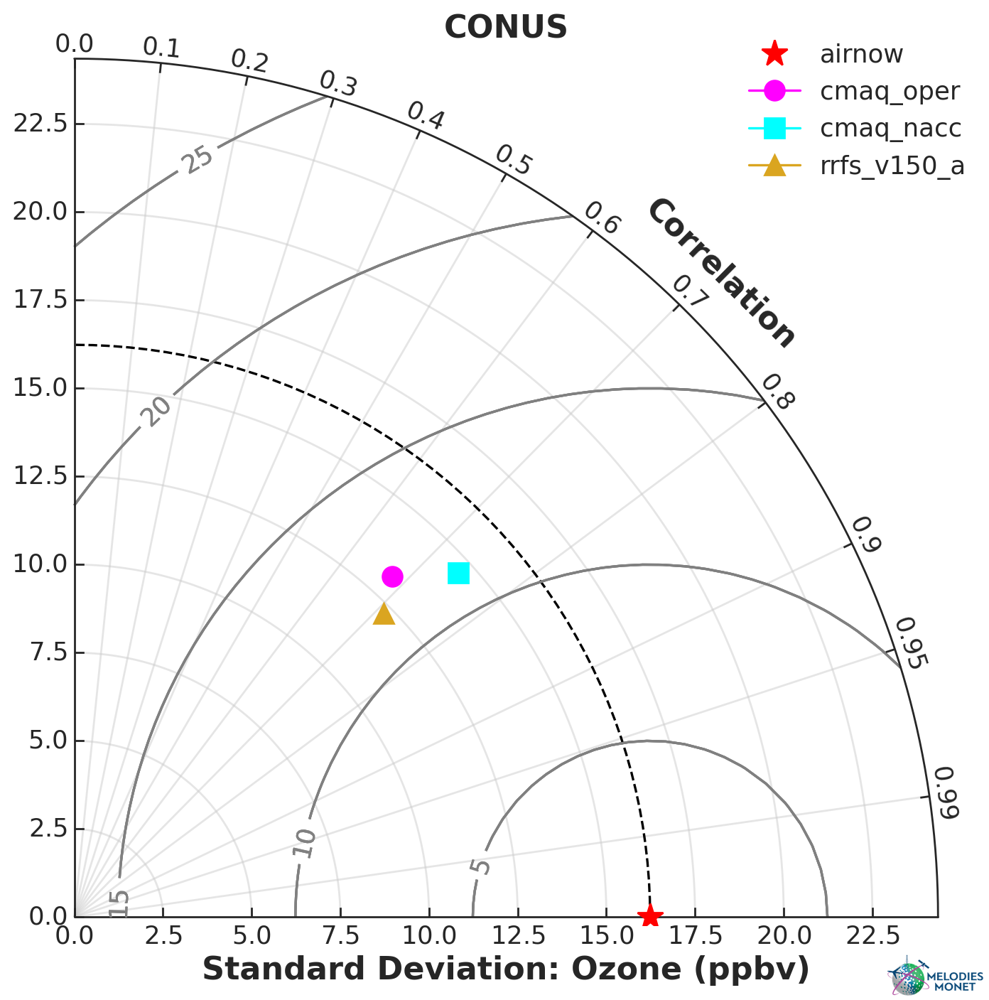 CONUS
airnow
cmaq_oper
cmaq_nacc
rrfs_v150_a
0.0
0.1
0.2
0.3
0.4
0.5
0.6
0.7
0.8
0.9
0.95
0.99
Correlation
22.5
20.0
17.5
15.0
12.5
10.0
7.5
5.0
2.5
0.0
25
20
15
10
5
0.0 2.5 5.0 7.5 10.0 12.5 15.0 17.5 20.0 22.5
Standard Deviation: Ozone (ppbv)
MELODIES
MONET